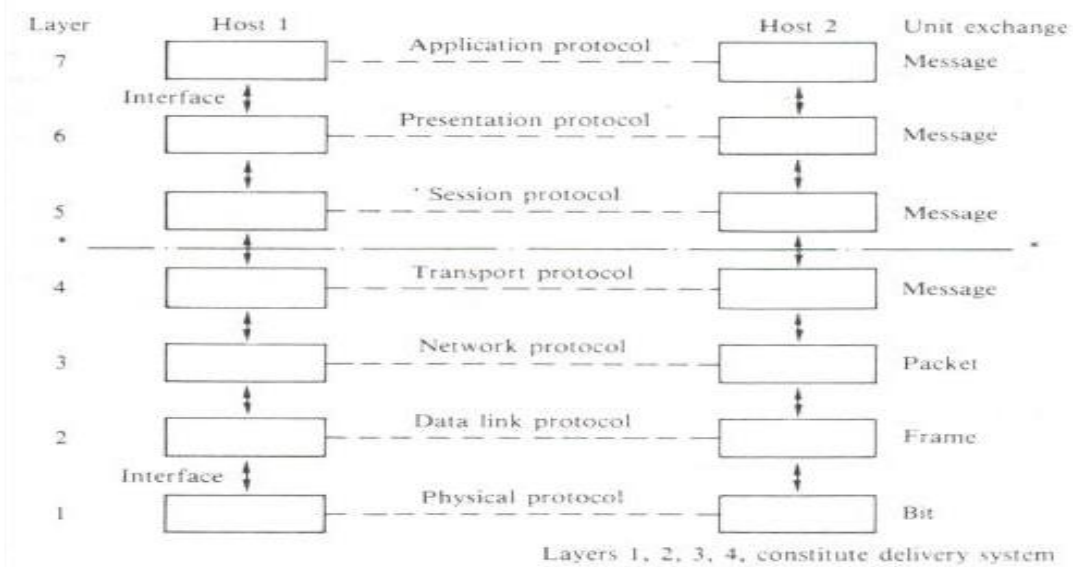 Layer Host 1 Host 2 Unit exchange
7 Application protocol Message
Interface
6 Presentation protocol Message
5 Session protocol Message
* *
4 Transport protocol Message
3 Network protocol Packet
2 Data link protocol Frame
Interface
1 Physical protocol Bit
Layers 1, 2, 3, 4, constitute delivery system